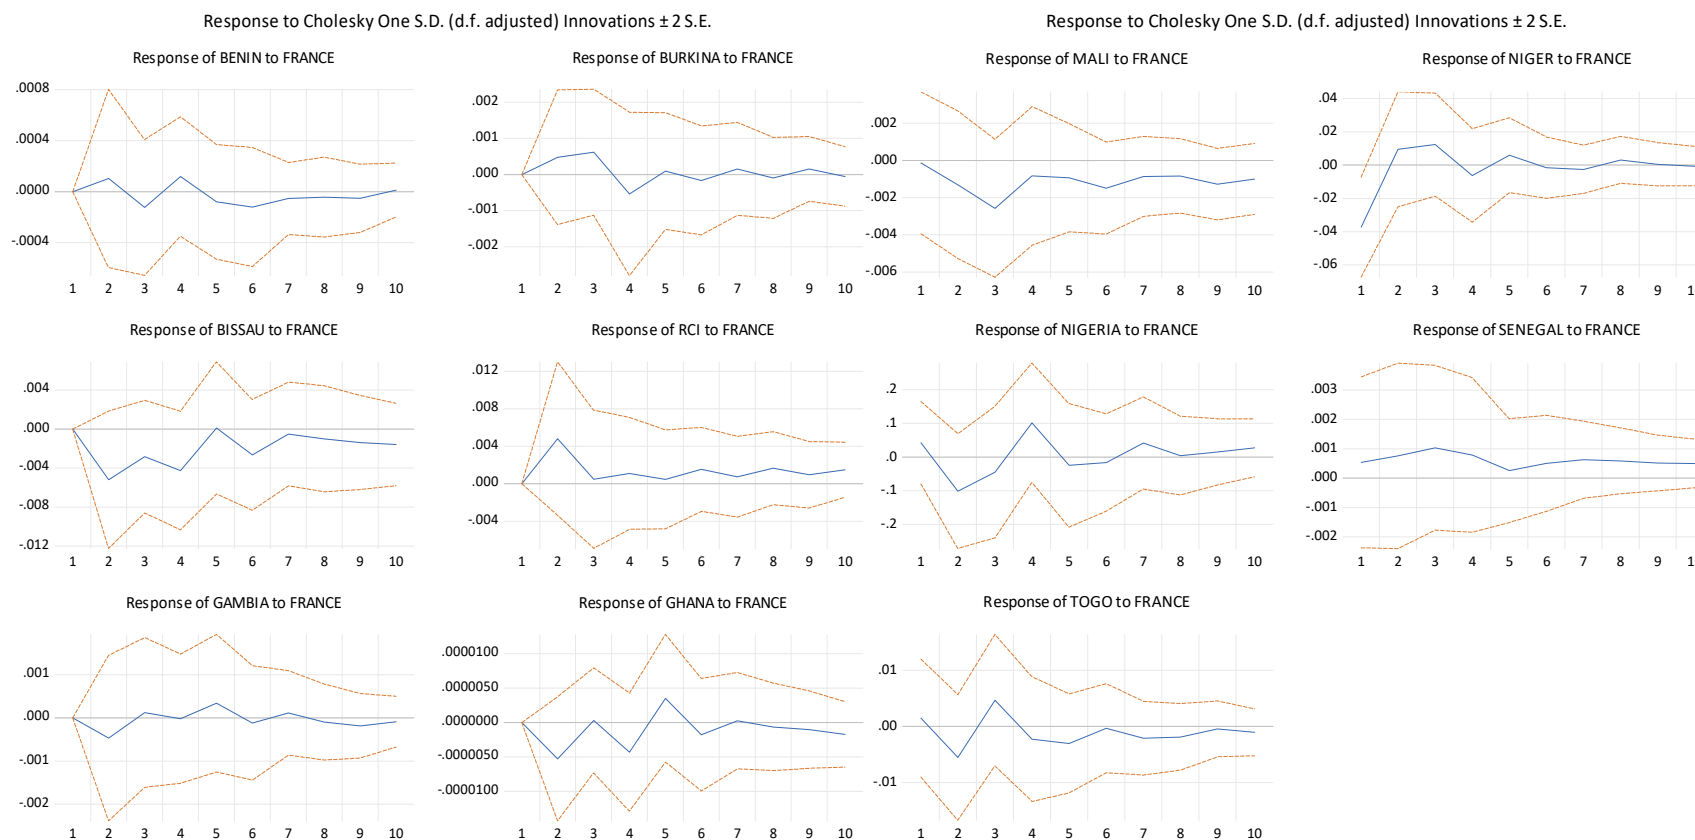 Response to Cholesky One S.D. (d.f. adjusted) Innovations ± 2 S.E.
Response of BENIN to FRANCE
.0008
.0004
.0000
-.0004
1 2 3 4 5 6 7 8 9 10
Response of BURKINA to FRANCE
.002
.001
.000
-.001
-.002
1 2 3 4 5 6 7 8 9 10
Response of BISSAU to FRANCE
.004
.000
-.004
-.008
-.012
1 2 3 4 5 6 7 8 9 10
Response of RCI to FRANCE
.012
.008
.004
.000
-.004
1 2 3 4 5 6 7 8 9 10
Response of GAMBIA to FRANCE
.001
.000
-.001
-.002
1 2 3 4 5 6 7 8 9 10
Response of GHANA to FRANCE
.0000100
.0000050
.0000000
-.0000050
-.0000100
1 2 3 4 5 6 7 8 9 10
Response to Cholesky One S.D. (d.f. adjusted) Innovations ± 2 S.E.
Response of MALI to FRANCE
.002
.000
-.002
-.004
-.006
1 2 3 4 5 6 7 8 9 10
Response of NIGER to FRANCE
.04
.02
.00
-.02
-.04
-.06
1 2 3 4 5 6 7 8 9 10
Response of NIGERIA to FRANCE
.2
.1
.0
-.1
-.2
1 2 3 4 5 6 7 8 9 10
Response of SENEGAL to FRANCE
.003
.002
.001
.000
-.001
-.002
1 2 3 4 5 6 7 8 9 10
Response of TOGO to FRANCE
.01
.00
-.01
1 2 3 4 5 6 7 8 9 10